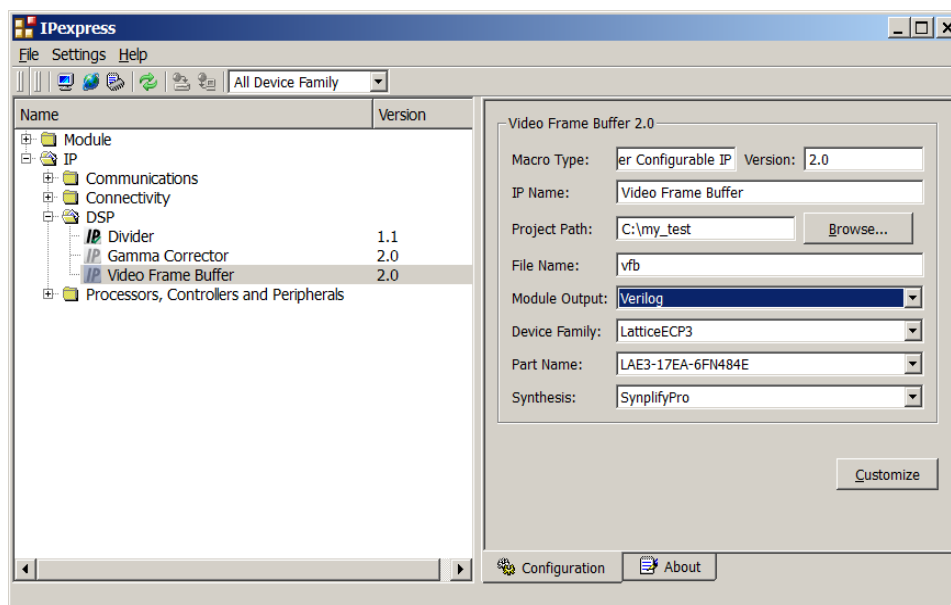 IPexpress
File Settings Help
All Device Family
Name Version
Module
IP
Communications
Connectivity
DSP
IP Divider 1.1
IP Gamma Corrector 2.0
IP Video Frame Buffer 2.0
Processors, Controllers and Peripherals
Video Frame Buffer 2.0
Macro Type: er Configurable IP Version: 2.0
IP Name: Video Frame Buffer
Project Path: C:\my_test Browse...
File Name: vfb
Module Output: Verilog
Device Family: LatticeECP3
Part Name: LAE3-17EA-6FN484E
Synthesis: SynplifyPro
Customize
Configuration About